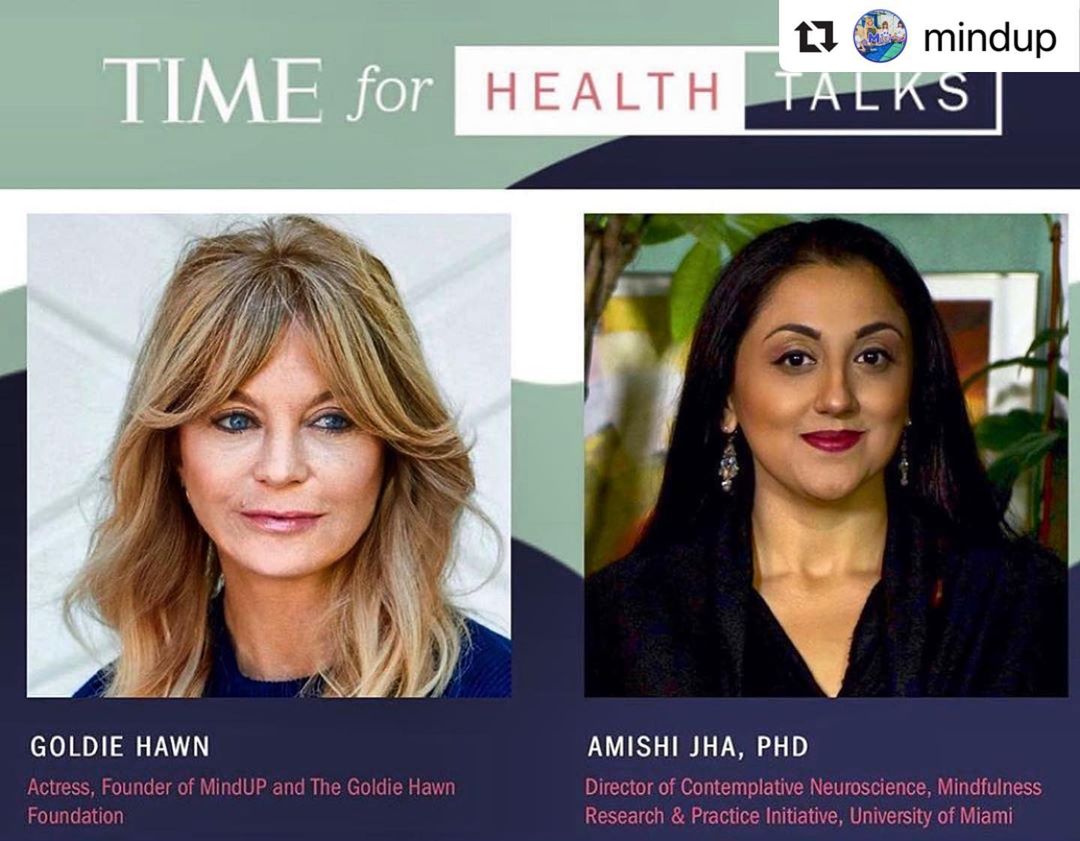 mindup
TIME for HEALTH TALKS
GOLDIE HAWN
Actress, Founder of MindUP and The Goldie Hawn
Foundation
AMISHI JHA, PHD
Director of Contemplative Neuroscience, Mindfulness
Research & Practice Initiative, University of Miami